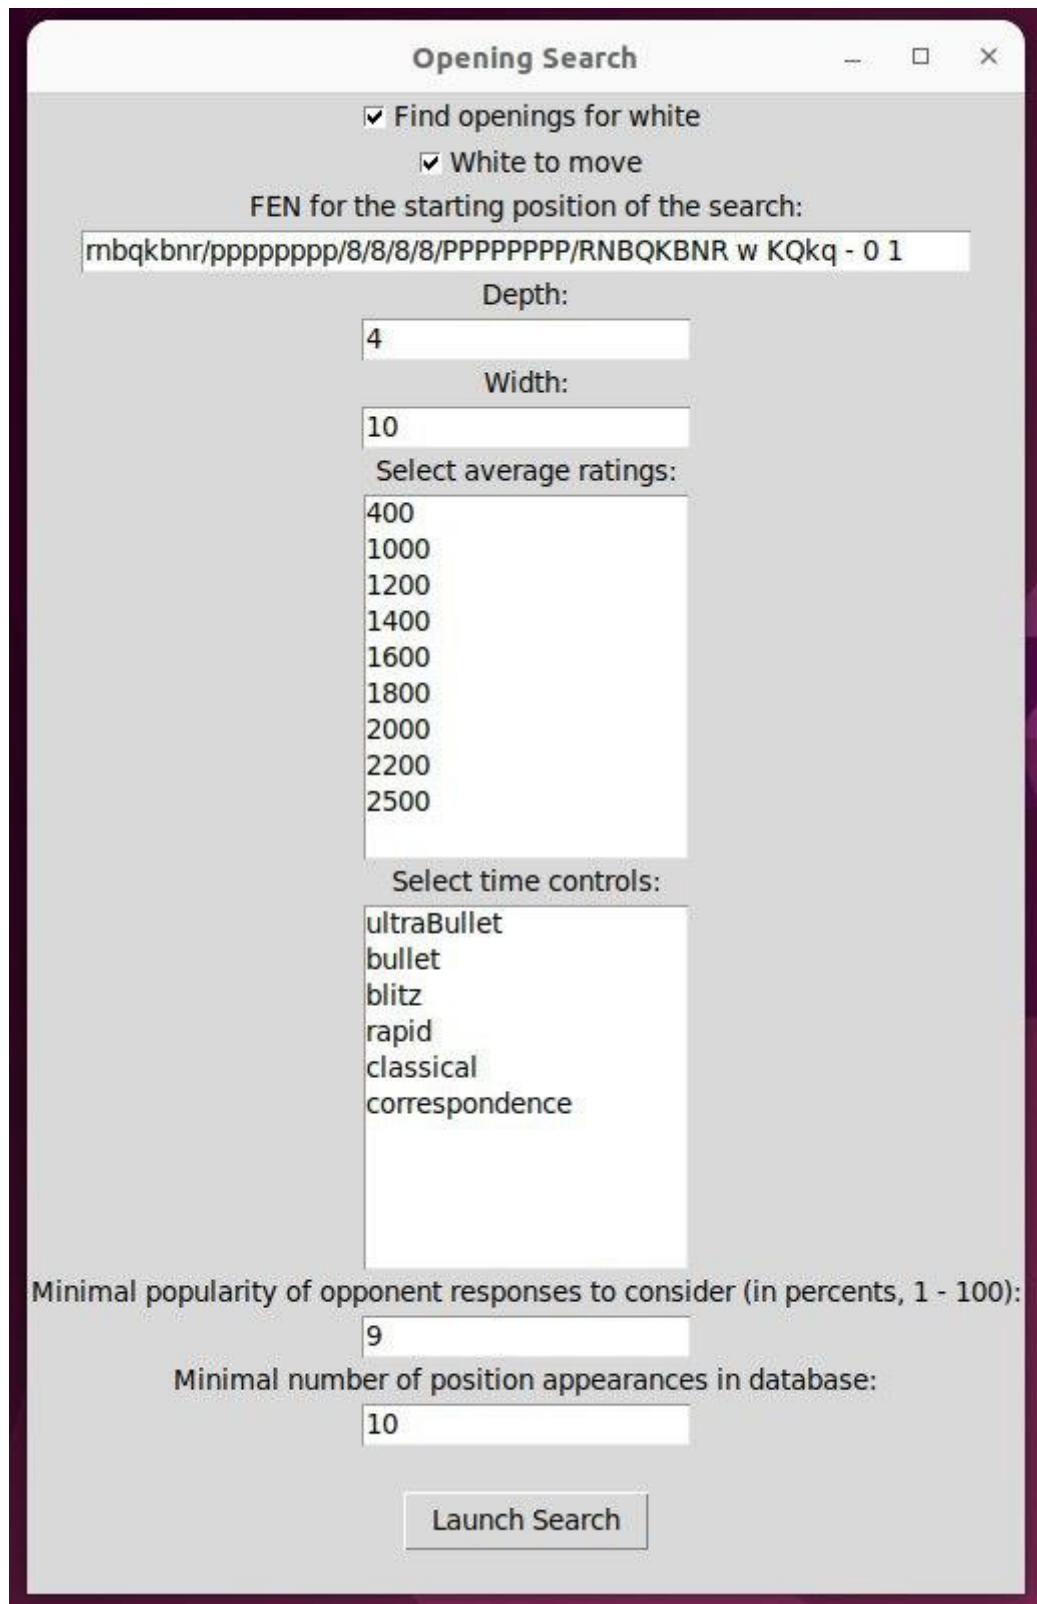 Opening Search
Find openings for white
White to move
FEN for the starting position of the search:
rnbqkbnr/pppppppp/8/8/8/8/PPPPPPPP/RNBQKBNR w KQkq - 0 1
Depth:
4
Width:
10
Select average ratings:
400
1000
1200
1400
1600
1800
2000
2200
2500
Select time controls:
ultraBullet
bullet
blitz
rapid
classical
correspondence
Minimal popularity of opponent responses to consider (in percents, 1 - 100):
9
Minimal number of position appearances in database:
10
Launch Search